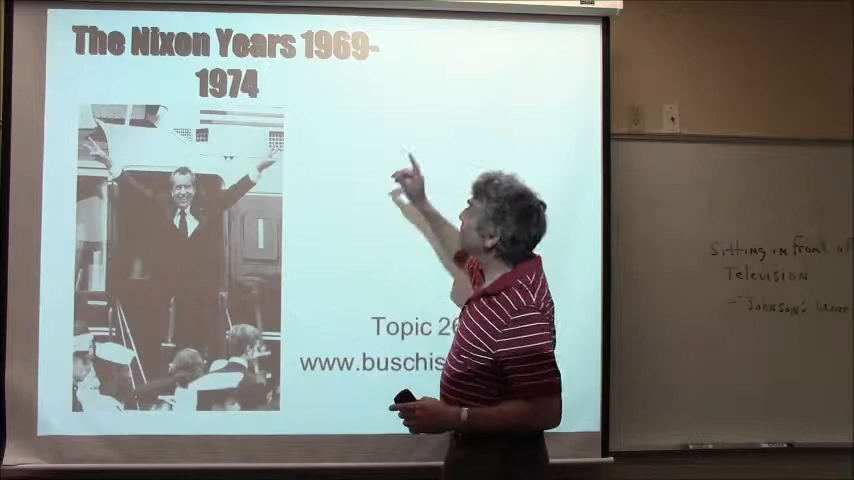 The Nixon Years 1969-
1974
Topic 26
www.buschis
Sitting in front of
Television
- Johnson's